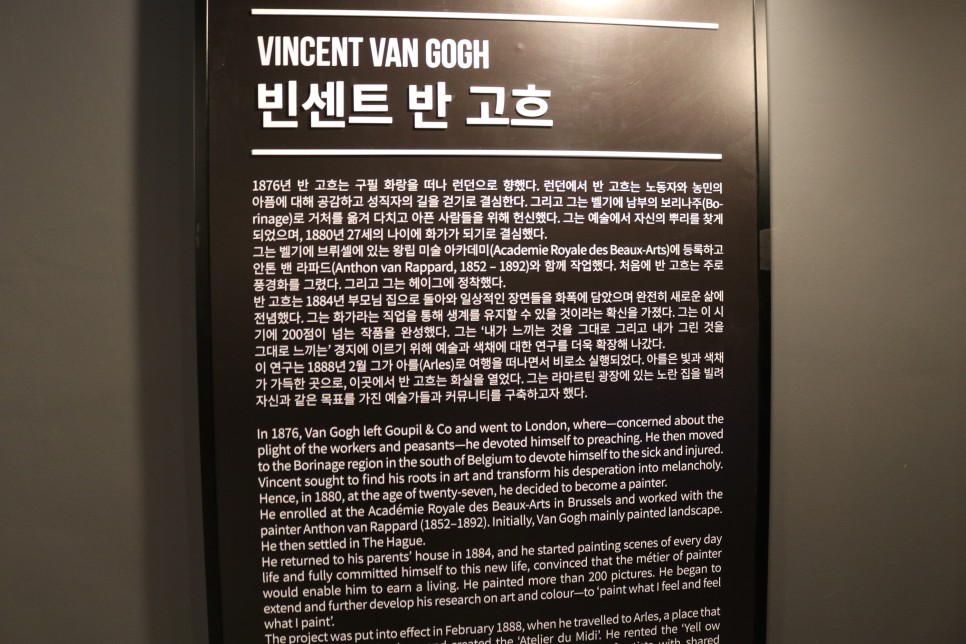 VINCENT VAN GOGH
빈센트 반 고흐
1876년 반 고흐는 구필 화랑을 떠나 런던으로 향했다. 런던에서 반 고흐는 노동자와 농민의
아픔에 대해 공감하고 성직자의 길을 걷기로 결심한다. 그리고 그는 벨기에 남부의 보리나주(Bo-
rinage)로 거처를 옮겨 다치고 아픈 사람들을 위해 헌신했다. 그는 예술에서 자신의 뿌리를 찾게
되었으며, 1880년 27세의 나이에 화가가 되기로 결심했다.
그는 벨기에 브뤼셀에 있는 왕립 미술 아카데미(Academie Royale des Beaux-Arts)에 등록하고
안톤 밴 라파드(Anthon van Rappard, 1852 – 1892)와 함께 작업했다. 처음에 반 고흐는 주로
풍경화를 그렸다. 그리고 그는 헤이그에 정착했다.
반 고흐는 1884년 부모님 집으로 돌아와 일상적인 장면들을 화폭에 담았으며 완전히 새로운 삶에
전념했다. 그는 화가라는 직업을 통해 생계를 유지할 수 있을 것이라는 확신을 가졌다. 그는 이 시
기에 200점이 넘는 작품을 완성했다. 그는 ‘내가 느끼는 것을 그대로 그리고 내가 그린 것을
그대로 느끼는’ 경지에 이르기 위해 예술과 색채에 대한 연구를 더욱 확장해 나갔다.
이 연구는 1888년 2월 그가 아를(Arles)로 여행을 떠나면서 비로소 실행되었다. 아를은 빛과 색채
가 가득한 곳으로, 이곳에서 반 고흐는 화실을 열었다. 그는 라마르틴 광장에 있는 노란 집을 빌려
자신과 같은 목표를 가진 예술가들과 커뮤니티를 구축하고자 했다.
In 1876, Van Gogh left Goupil & Co and went to London, where—concerned about the
plight of the workers and peasants—he devoted himself to preaching. He then moved
to the Borinage region in the south of Belgium to devote himself to the sick and injured.
Vincent sought to find his roots in art and transform his desperation into melancholy.
Hence, in 1880, at the age of twenty-seven, he decided to become a painter.
He enrolled at the Académie Royale des Beaux-Arts in Brussels and worked with the
painter Anthon van Rappard (1852–1892). Initially, Van Gogh mainly painted landscape.
He then settled in The Hague.
He returned to his parents’ house in 1884, and he started painting scenes of every day
life and fully committed himself to this new life, convinced that the métier of painter
would enable him to earn a living. He painted more than 200 pictures. He began to
extend and further develop his research on art and colour—to ‘paint what I feel and feel
what I paint’.
The project was put into effect in February 1888, when he travelled to Arles, a place that
and created the ‘Atelier du Midi’. He rented the ‘Yell ow
with shared